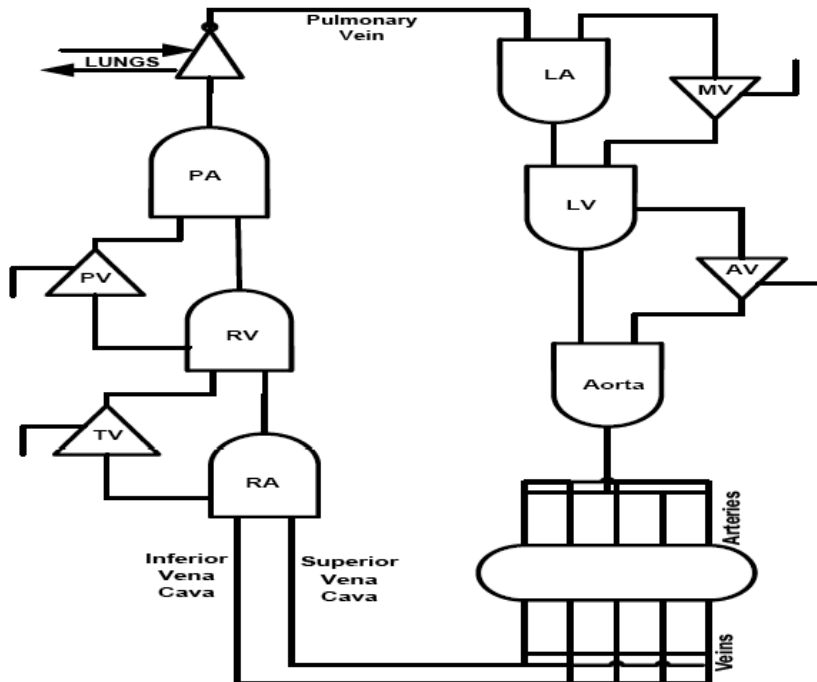 Pulmonary
Vein
LUNGS
LA
MV
PA
LV
PV
AV
RV
Aorta
TV
RA
Arteries
Inferior
Vena
Cava
Superior
Vena
Cava
Veins